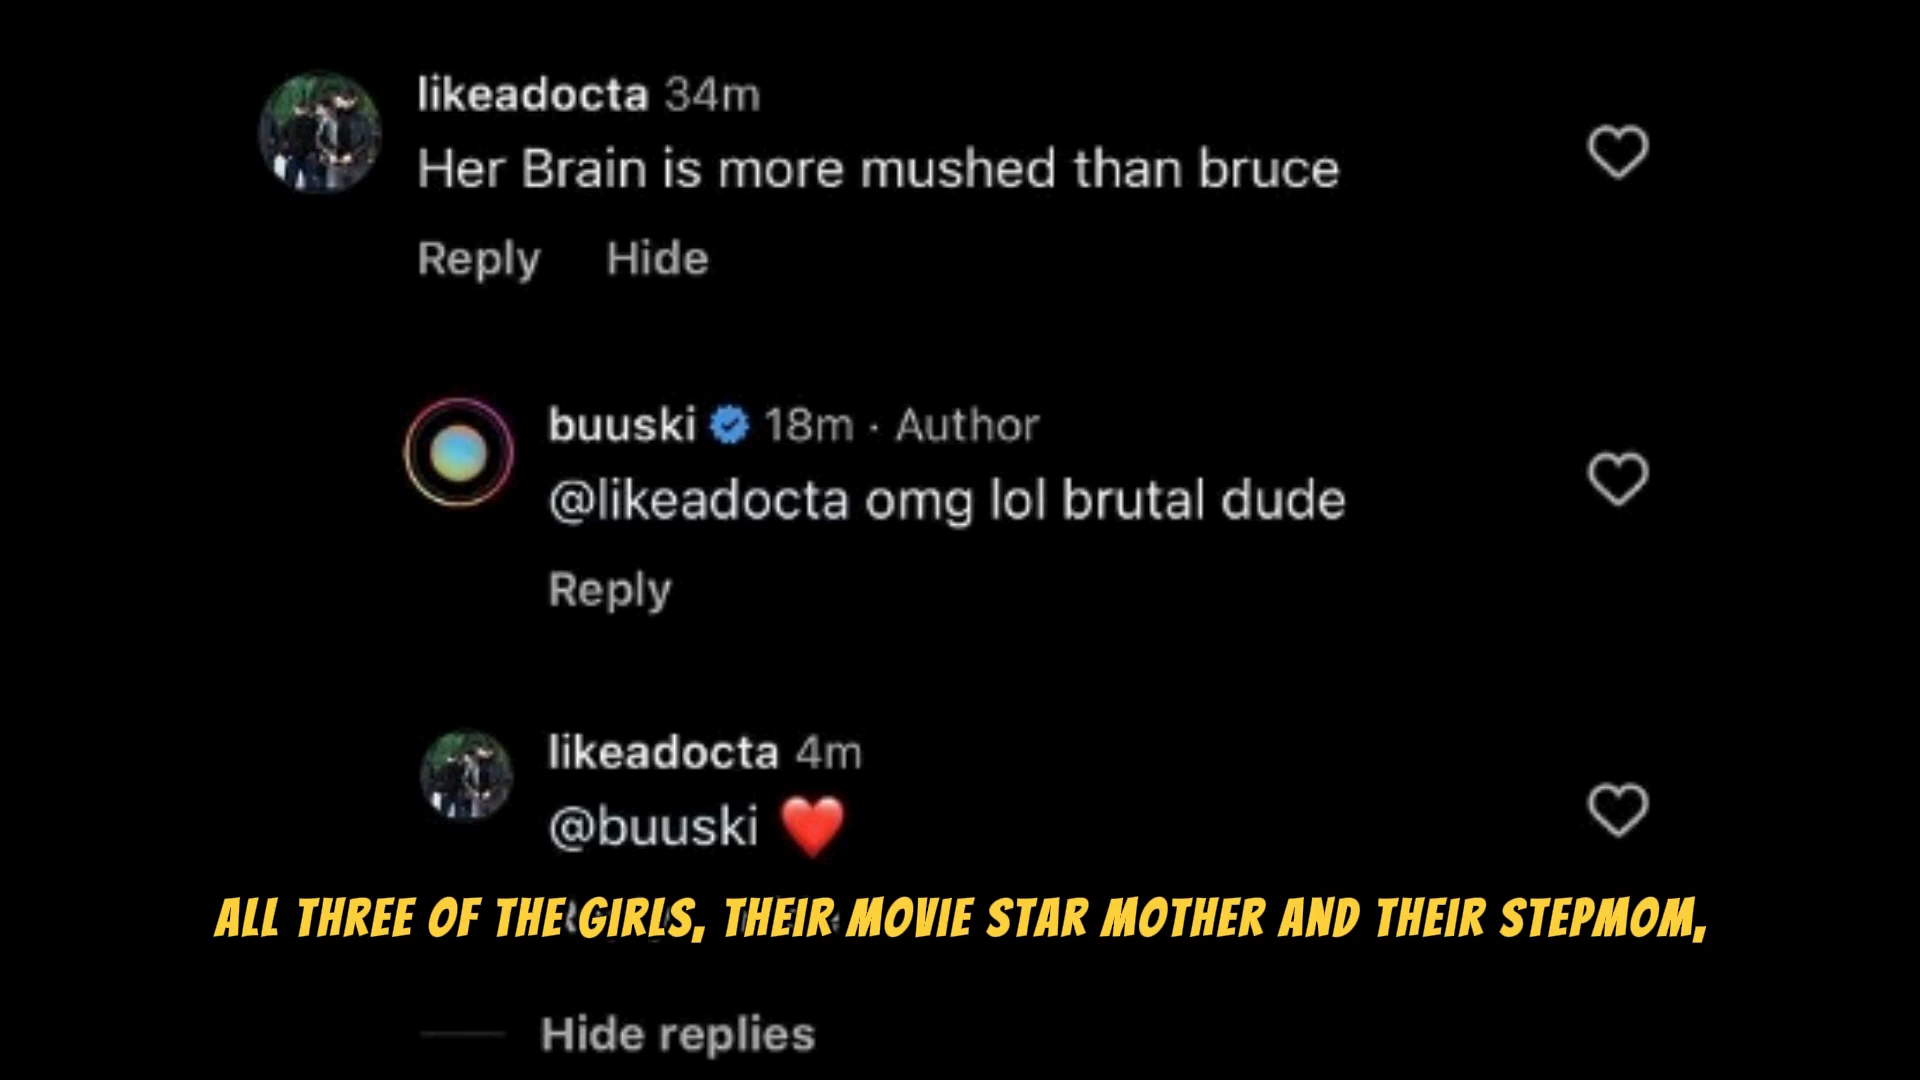 likeadocta 34m
Her Brain is more mushed than bruce
Reply Hide
buuski 18m · Author
@likeadocta omg lol brutal dude
Reply
likeadocta 4m
@buuski ❤️
ALL THREE OF THE GIRLS, THEIR MOVIE STAR MOTHER AND THEIR STEPMOM,
Hide replies